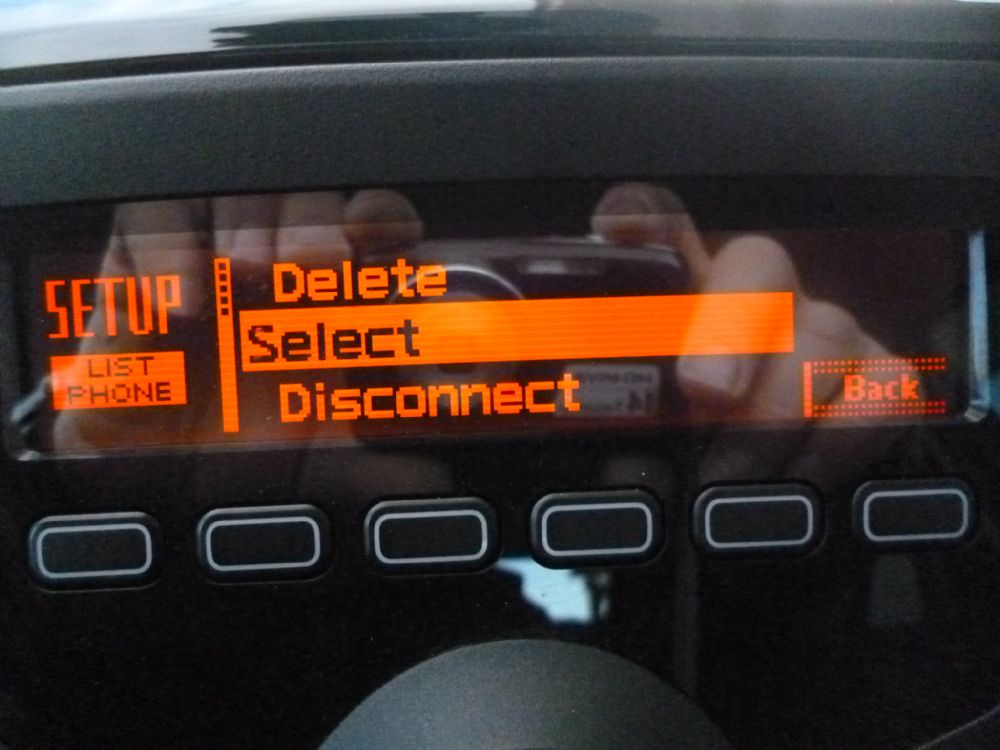 SETUP
LIST
PHONE
Delete
Select
Disconnect
Back